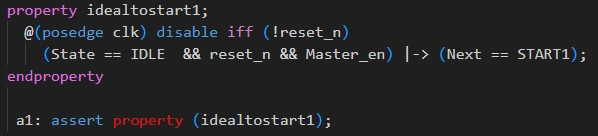 property idealtostart1;
@(posedge clk) disable iff (!reset_n)
(State == IDLE  && reset_n && Master_en) |-> (Next == START1);
endproperty
a1: assert property (idealtostart1);